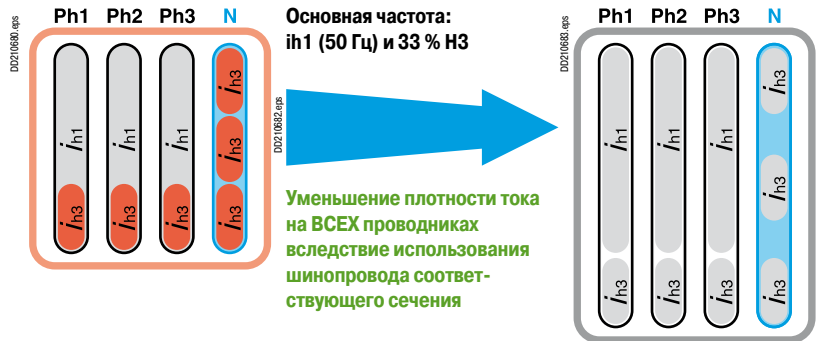 Ph1 Ph2 Ph3 N
DD210680.eps
ih1 ih1 ih1 ih3
ih3
ih3 ih3 ih3 ih3
Основная частота:
ih1 (50 Гц) и 33 % H3
DD210682.eps
Уменьшение плотности тока
на ВСЕХ проводниках
вследствие использования
шинопровода соответ-
ствующего сечения
Ph1 Ph2 Ph3 N
DD210683.eps
ih1 ih1 ih1 ih3
ih3
ih3 ih3 ih3 ih3